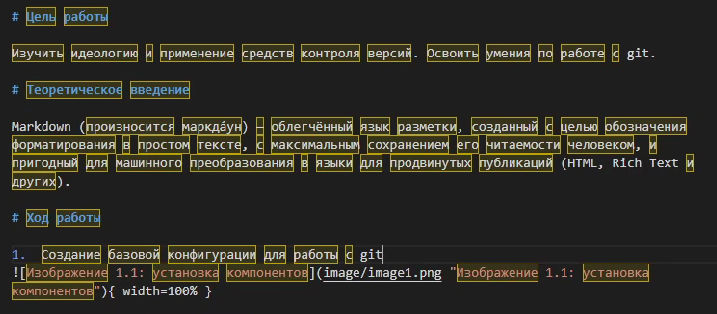 # Цель работы
Изучить идеологию и применение средств контроля версий. Освоить умения по работе с git.
# Теоретическое введение
Markdown (произносится маркда́ун) — облегчённый язык разметки, созданный с целью обозначения
форматирования в простом тексте, с максимальным сохранением его читаемости человеком, и
пригодный для машинного преобразования в языки для продвинутых публикаций (HTML, Rich Text и
других).
# Ход работы
1.  Создание базовой конфигурации для работы с git
![Изображение 1.1: установка компонентов](image/image1.png "Изображение 1.1: установка
компонентов"){ width=100% }